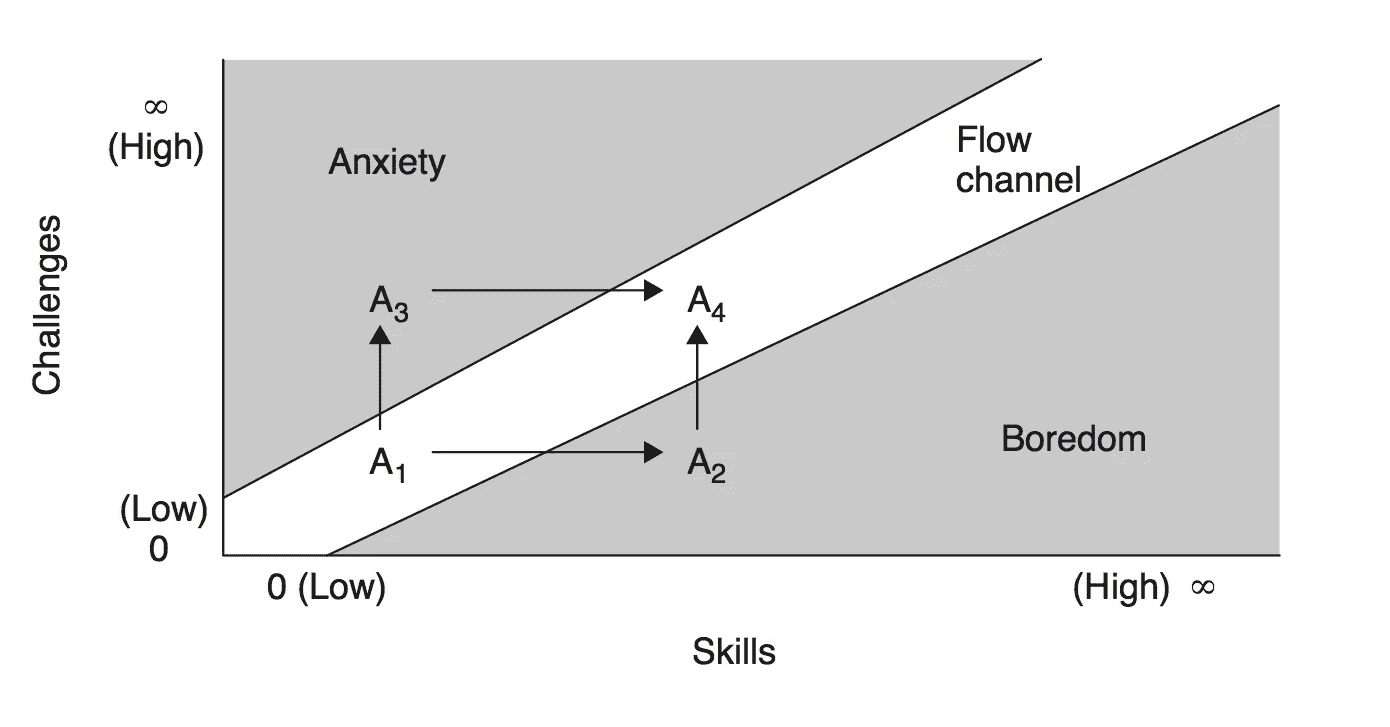 ∞
(High)
Anxiety
Flow
channel
Challenges
A₃
A₄
Boredom
A₁
A₂
(Low)
0
0 (Low)
(High) ∞
Skills